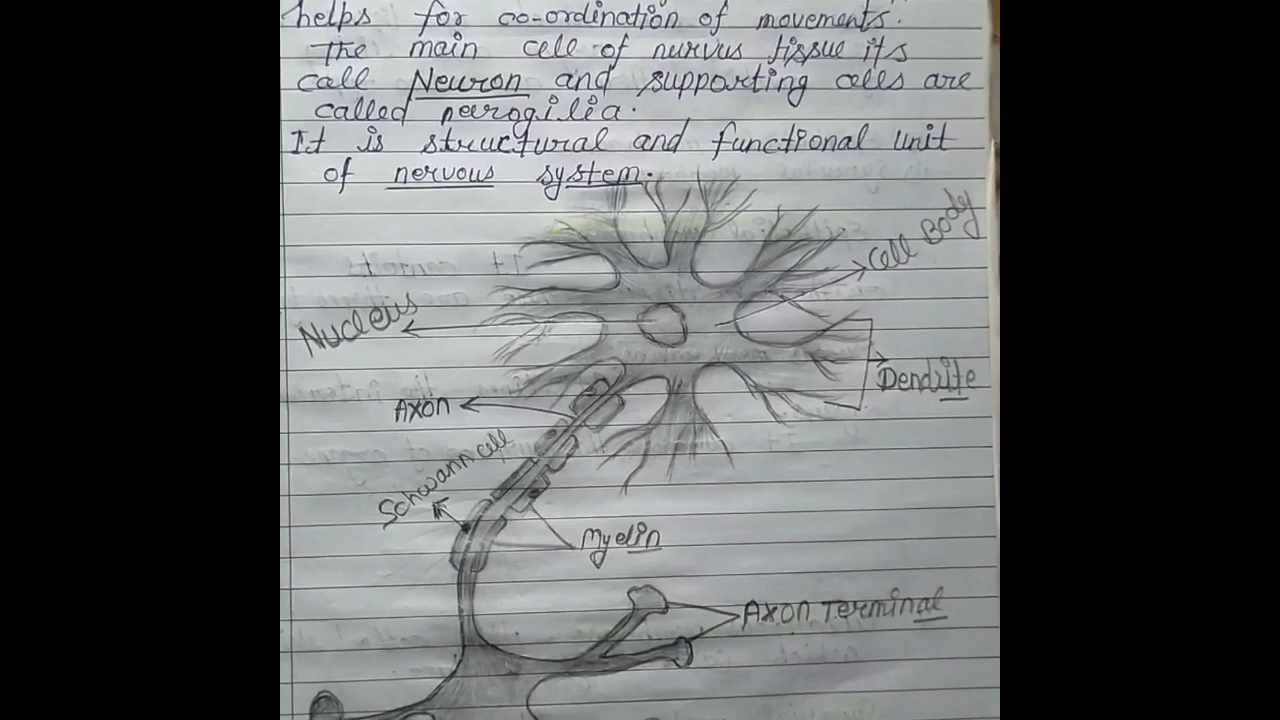 helps for co-ordination of movements.
The main cell of nurvus tissue its
call Neuron and supporting cells are
called neerogilia.
It is structural and functional unit
of nervous system.
Cell Body
Nucleus
Dendrite
Axon
Schwann cell
Myelin
Axon Terminal